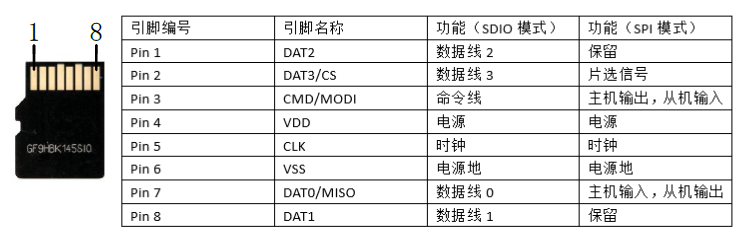 1 8
GF9HBK145S10
引脚编号 引脚名称 功能（SDIO 模式） 功能（SPI 模式）
Pin 1 DAT2 数据线 2 保留
Pin 2 DAT3/CS 数据线 3 片选信号
Pin 3 CMD/MODI 命令线 主机输出，从机输入
Pin 4 VDD 电源 电源
Pin 5 CLK 时钟 时钟
Pin 6 VSS 电源地 电源地
Pin 7 DAT0/MISO 数据线 0 主机输入，从机输出
Pin 8 DAT1 数据线 1 保留